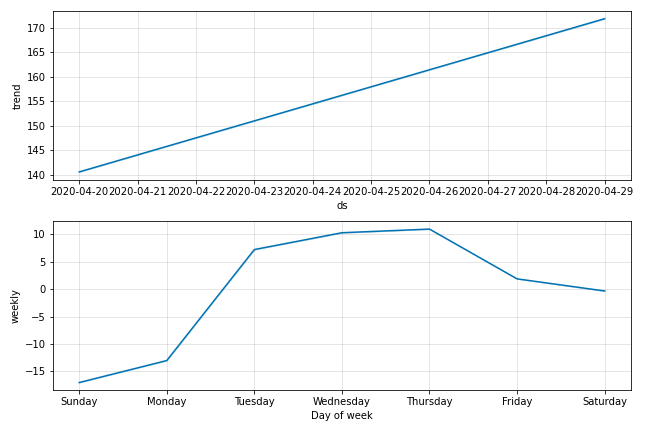 170
165
160
155
150
145
140
trend
2020-04-20 2020-04-21 2020-04-22 2020-04-23 2020-04-24 2020-04-25 2020-04-26 2020-04-27 2020-04-28 2020-04-29
ds
10
5
0
−5
−10
−15
weekly
Sunday Monday Tuesday Wednesday Thursday Friday Saturday
Day of week